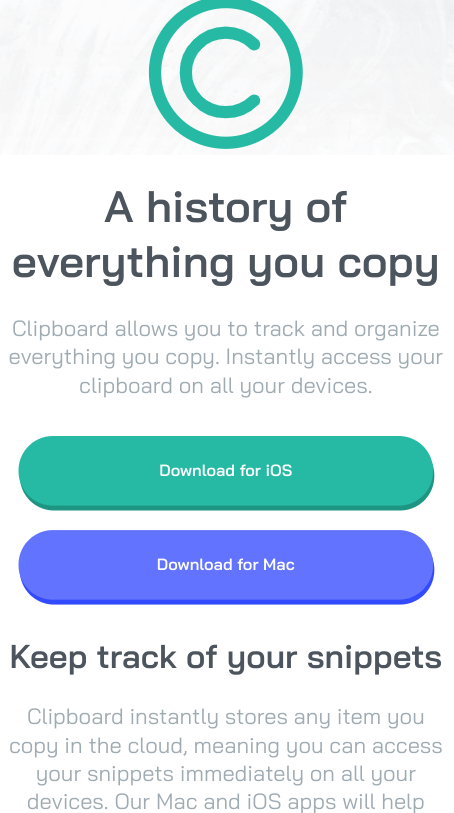 A history of
everything you copy
Clipboard allows you to track and organize
everything you copy. Instantly access your
clipboard on all your devices.
Download for iOS
Download for Mac
Keep track of your snippets
Clipboard instantly stores any item you
copy in the cloud, meaning you can access
your snippets immediately on all your
devices. Our Mac and iOS apps will help